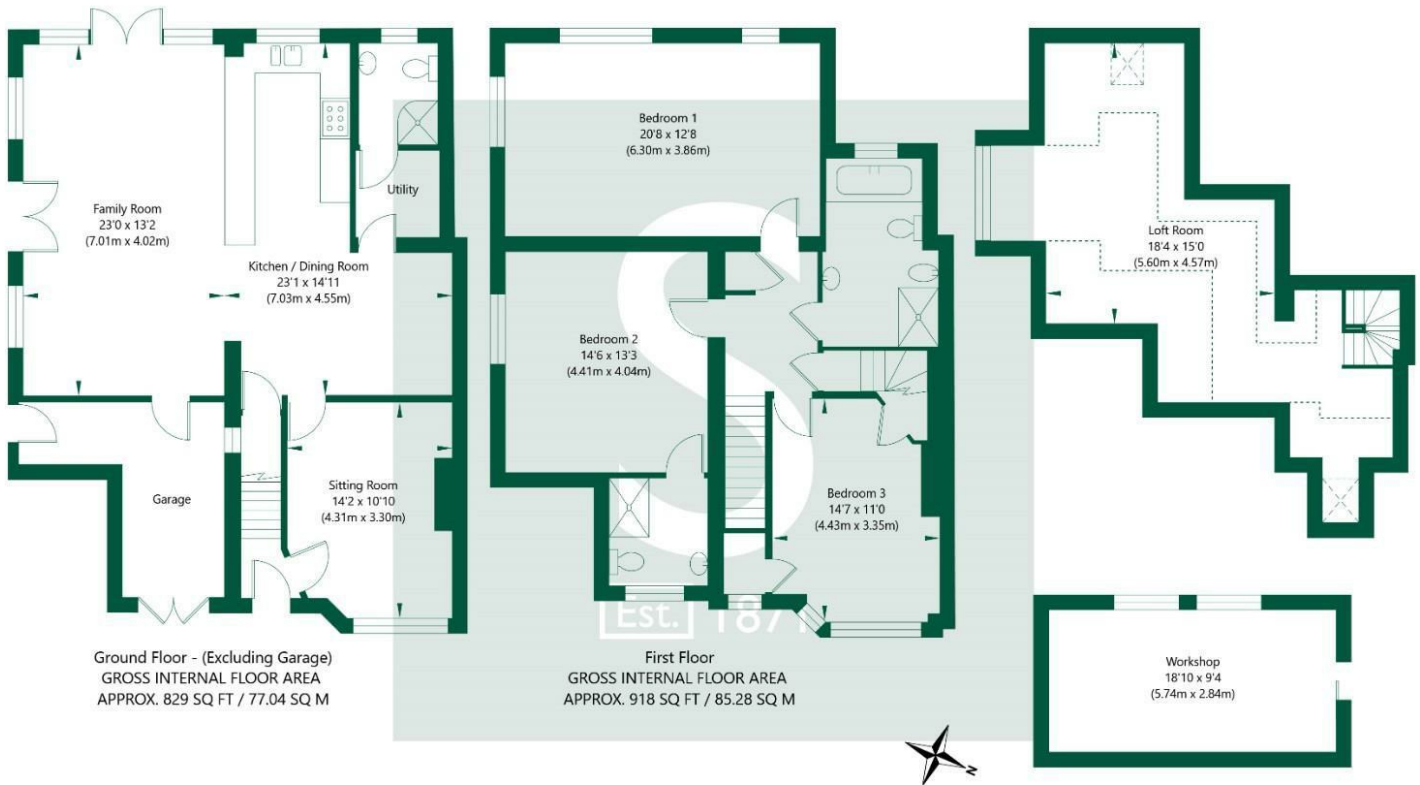 Family Room
23'0 x 13'2
(7.01m x 4.02m)
Kitchen / Dining Room
23'1 x 14'11
(7.03m x 4.55m)
Utility
Garage
Sitting Room
14'2 x 10'10
(4.31m x 3.30m)
Ground Floor - (Excluding Garage)
GROSS INTERNAL FLOOR AREA
APPROX. 829 SQ FT / 77.04 SQ M
Bedroom 1
20'8 x 12'8
(6.30m x 3.86m)
Bedroom 2
14'6 x 13'3
(4.41m x 4.04m)
Bedroom 3
14'7 x 11'0
(4.43m x 3.35m)
S
Est. 1871
First Floor
GROSS INTERNAL FLOOR AREA
APPROX. 918 SQ FT / 85.28 SQ M
Loft Room
18'4 x 15'0
(5.60m x 4.57m)
Workshop
18'10 x 9'4
(5.74m x 2.84m)
N